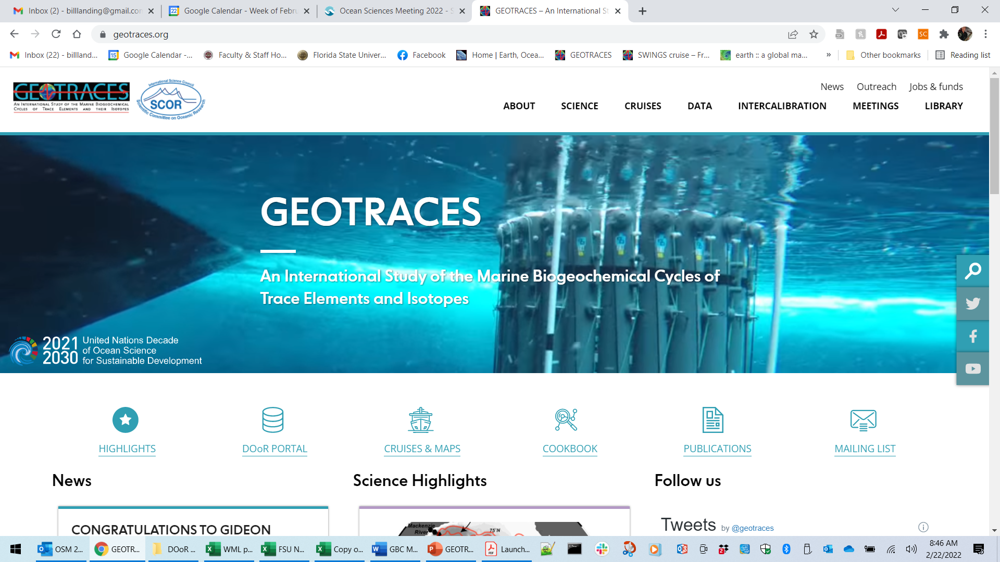 Inbox (2) - billlanding@gmail.com
Google Calendar - Week of Febru
Ocean Sciences Meeting 2022 - S
GEOTRACES – An International St
geotraces.org
Inbox (22) - billland...
Google Calendar -...
Faculty & Staff Ho...
Florida State Univer...
Facebook
Home | Earth, Ocea...
GEOTRACES
SWINGS cruise – Fr...
earth :: a global ma...
»
Other bookmarks
Reading list
GEOTRACES
An International Study of the Marine Biogeochemical
Cycles of Trace Elements and their Isotopes
International Science Council
SCOR
Scientific Committee on Oceanic Research
News Outreach Jobs & funds
ABOUT SCIENCE CRUISES DATA INTERCALIBRATION MEETINGS LIBRARY
GEOTRACES
An International Study of the Marine Biogeochemical Cycles of
Trace Elements and Isotopes
2021
2030
United Nations Decade
of Ocean Science
for Sustainable Development
HIGHLIGHTS
DOoR PORTAL
CRUISES & MAPS
COOKBOOK
PUBLICATIONS
MAILING LIST
News
Science Highlights
Follow us
CONGRATULATIONS TO GIDEON
Mackenzie
River
75°N
Tweets by @geotraces
OSM 2...
GEOTR...
DOoR ...
WML p...
FSU N...
Copy o...
GBC M...
GEOTR...
Launch...
8:46 AM
2/22/2022